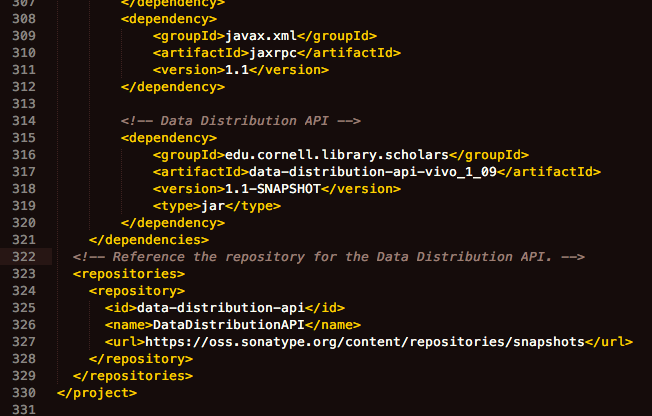 307 </dependency>
308 <dependency>
309 <groupId>javax.xml</groupId>
310 <artifactId>jaxrpc</artifactId>
311 <version>1.1</version>
312 </dependency>
313
314 <!-- Data Distribution API -->
315 <dependency>
316 <groupId>edu.cornell.library.scholars</groupId>
317 <artifactId>data-distribution-api-vivo_1_09</artifactId>
318 <version>1.1-SNAPSHOT</version>
319 <type>jar</type>
320 </dependency>
321 </dependencies>
322 <!-- Reference the repository for the Data Distribution API. -->
323 <repositories>
324 <repository>
325 <id>data-distribution-api</id>
326 <name>DataDistributionAPI</name>
327 <url>https://oss.sonatype.org/content/repositories/snapshots</url>
328 </repository>
329 </repositories>
330 </project>
331